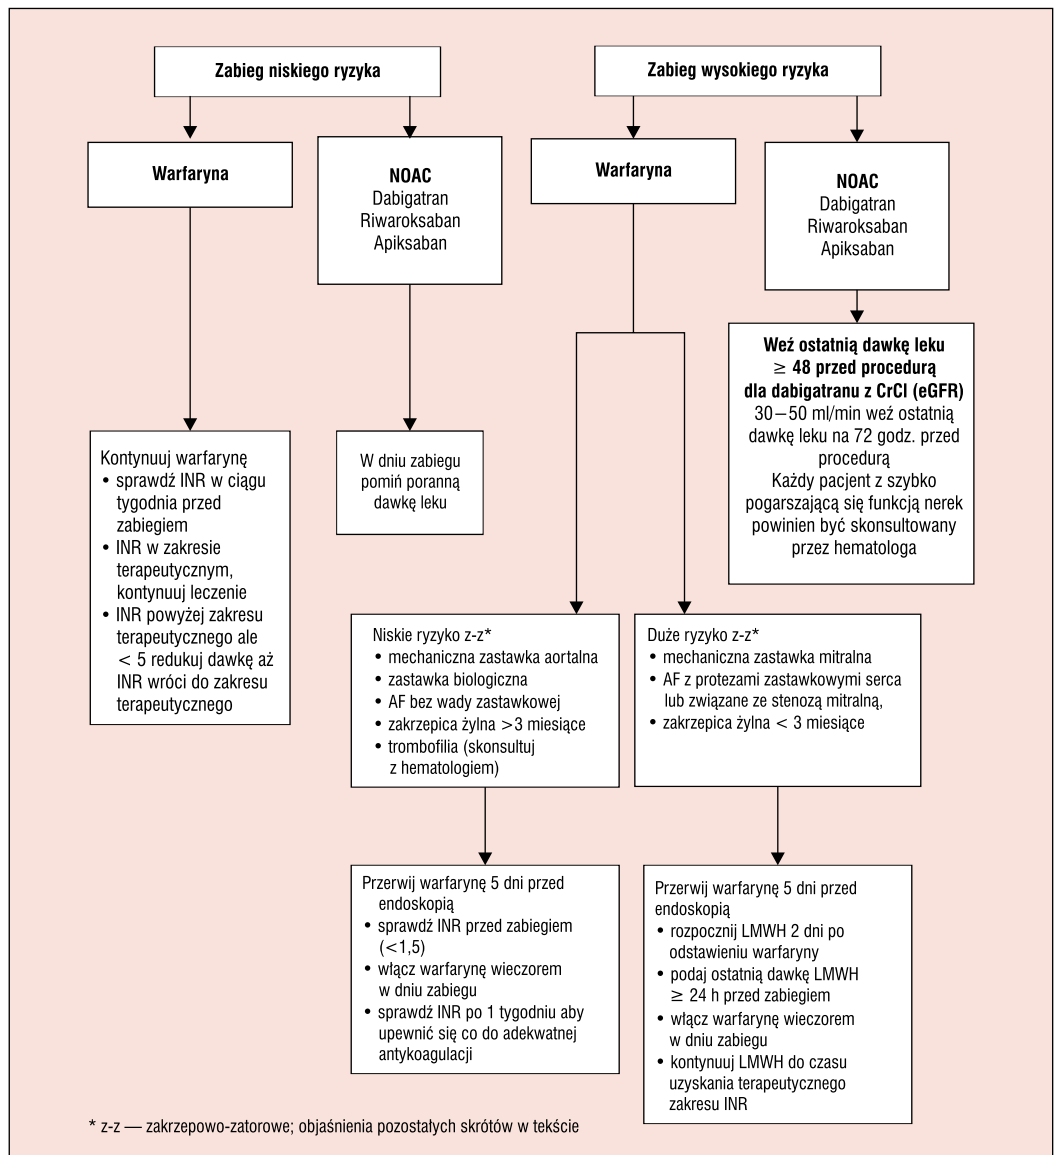 Zabieg niskiego ryzyka
Warfaryna
NOAC
Dabigatran
Riwaroksaban
Apiksaban
Kontynuuj warfarynę
• sprawdź INR w ciągu
tygodnia przed
zabiegiem
• INR w zakresie
terapeutycznym,
kontynuuj leczenie
• INR powyżej zakresu
terapeutycznego ale
< 5 redukuj dawkę aż
INR wróci do zakresu
terapeutycznego
W dniu zabiegu
pomiń poranną
dawkę leku
Zabieg wysokiego ryzyka
Warfaryna
NOAC
Dabigatran
Riwaroksaban
Apiksaban
Weź ostatnią dawkę leku
≥ 48 przed procedurą
dla dabigatranu z CrCl (eGFR)
30–50 ml/min weź ostatnią
dawkę leku na 72 godz. przed
procedurą
Każdy pacjent z szybko
pogarszającą się funkcją nerek
powinien być skonsultowany
przez hematologa
Niskie ryzyko z-z*
• mechaniczna zastawka aortalna
• zastawka biologiczna
• AF bez wady zastawkowej
• zakrzepica żylna >3 miesiące
• trombofilia (skonsultuj
z hematologiem)
Duże ryzyko z-z*
• mechaniczna zastawka mitralna
• AF z protezami zastawkowymi serca
lub związane ze stenozą mitralną,
• zakrzepica żylna < 3 miesiące
Przerwij warfarynę 5 dni przed
endoskopią
• sprawdź INR przed zabiegiem
(<1,5)
• włącz warfarynę wieczorem
w dniu zabiegu
• sprawdź INR po 1 tygodniu aby
upewnić się co do adekwatnej
antykoagulacji
Przerwij warfarynę 5 dni przed
endoskopią
• rozpocznij LMWH 2 dni po
odstawieniu warfaryny
• podaj ostatnią dawkę LMWH
≥ 24 h przed zabiegiem
• włącz warfarynę wieczorem
w dniu zabiegu
• kontynuuj LMWH do czasu
uzyskania terapeutycznego
zakresu INR
* z-z — zakrzepowo-zatorowe; objaśnienia pozostałych skrótów w tekście